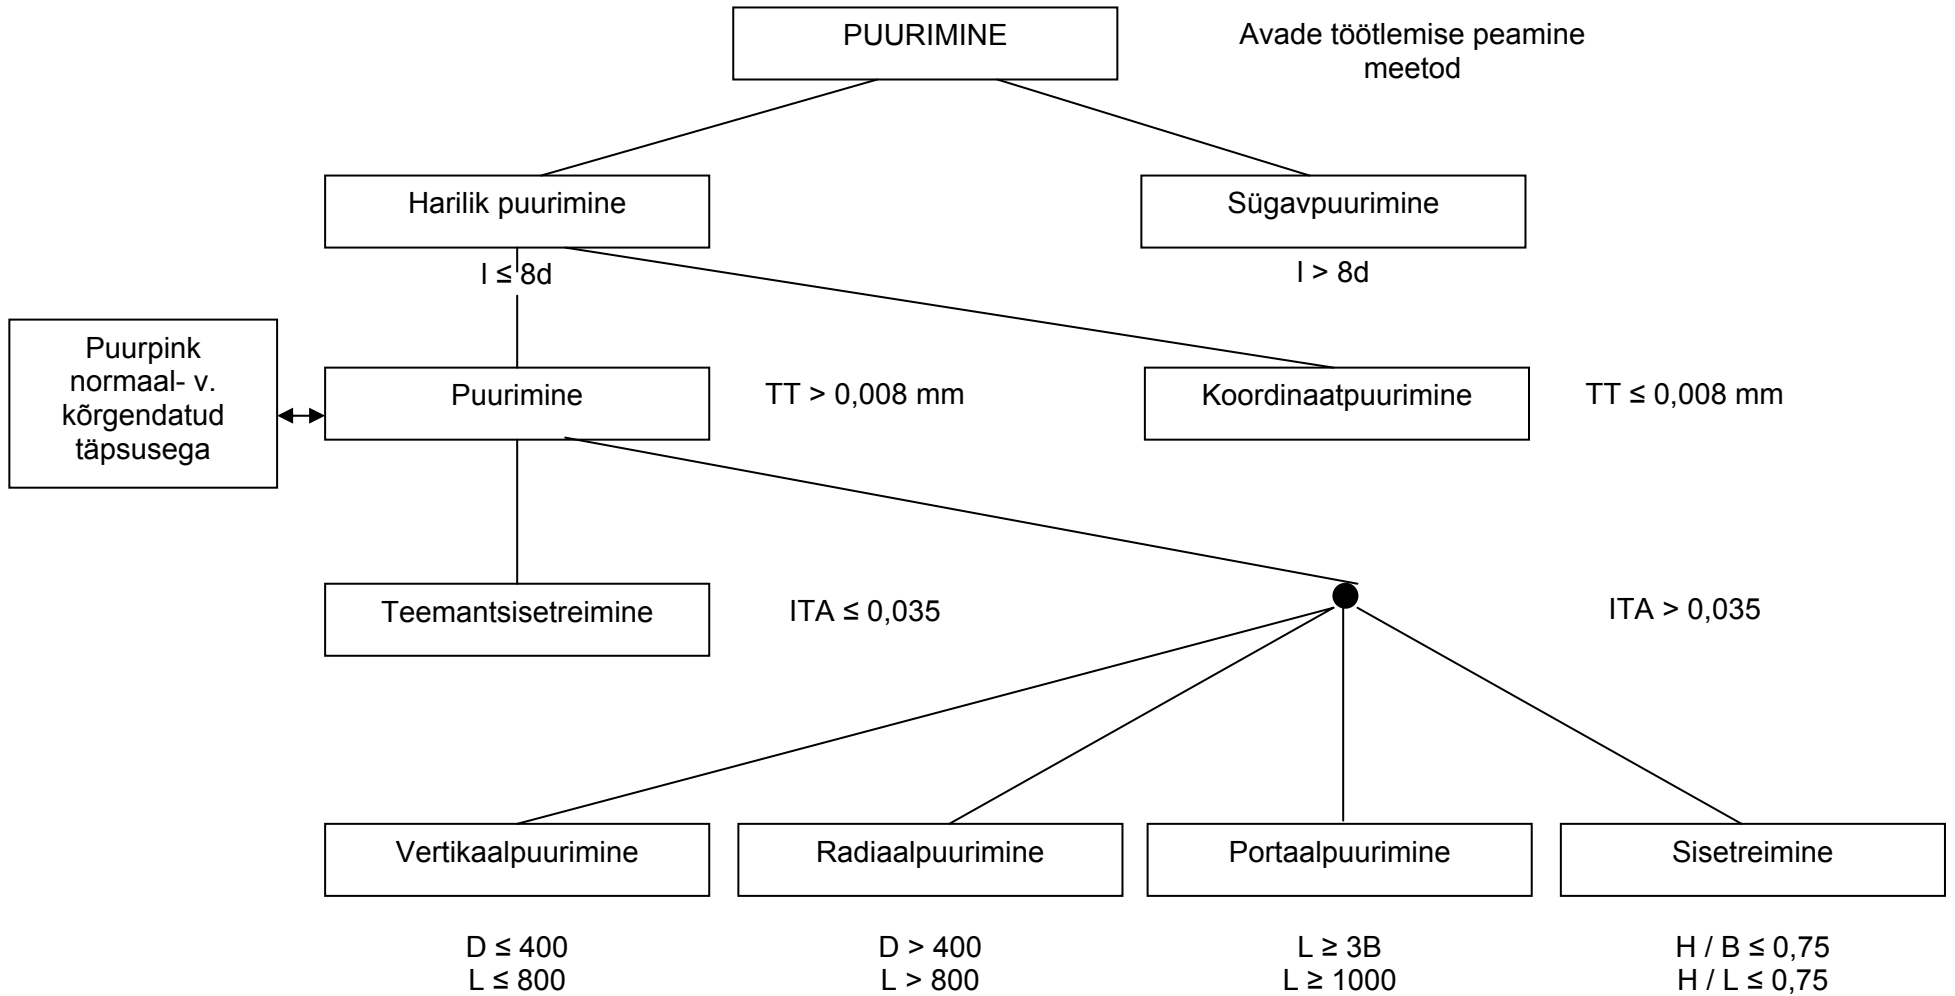 PUURIMINE
Avade töötlemise peamine
meetod
Harilik puurimine
Sügavpuurimine
l ≤ 8d
l > 8d
Puurpink
normaal- v.
kõrgendatud
täpsusega
Puurimine
TT > 0,008 mm
Koordinaatpuurimine
TT ≤ 0,008 mm
Teemantsisetreimine
ITA ≤ 0,035
ITA > 0,035
Vertikaalpuurimine
Radiaalpuurimine
Portaalpuurimine
Sisetreimine
D ≤ 400
L ≤ 800
D > 400
L > 800
L ≥ 3B
L ≥ 1000
H / B ≤ 0,75
H / L ≤ 0,75